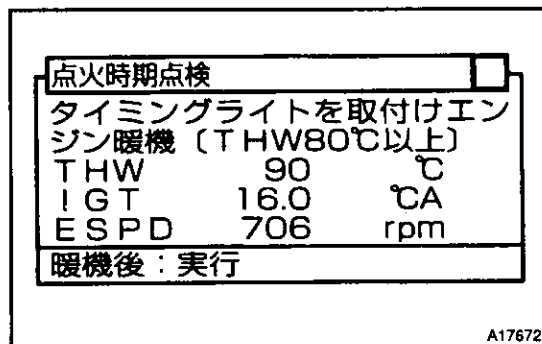 点火時期点検
タイミングライトを取付けエン
ジン暖機〔THW80℃以上〕
THW 90 ℃
IGT 16.0 ℃A
ESPD 706 rpm
暖機後:実行
A17672